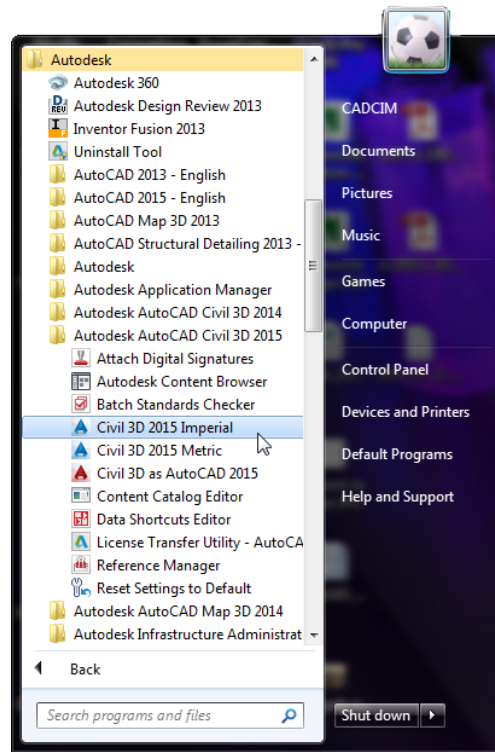 Autodesk
Autodesk 360
Autodesk Design Review 2013
Inventor Fusion 2013
Uninstall Tool
AutoCAD 2013 - English
AutoCAD 2015 - English
AutoCAD Map 3D 2013
AutoCAD Structural Detailing 2013 -
Autodesk
Autodesk Application Manager
Autodesk AutoCAD Civil 3D 2014
Autodesk AutoCAD Civil 3D 2015
Attach Digital Signatures
Autodesk Content Browser
Batch Standards Checker
Civil 3D 2015 Imperial
Civil 3D 2015 Metric
Civil 3D as AutoCAD 2015
Content Catalog Editor
Data Shortcuts Editor
License Transfer Utility - AutoCA
Reference Manager
Reset Settings to Default
Autodesk AutoCAD Map 3D 2014
Autodesk Infrastructure Administrat
Back
Search programs and files
CADCIM
Documents
Pictures
Music
Games
Computer
Control Panel
Devices and Printers
Default Programs
Help and Support
Shut down